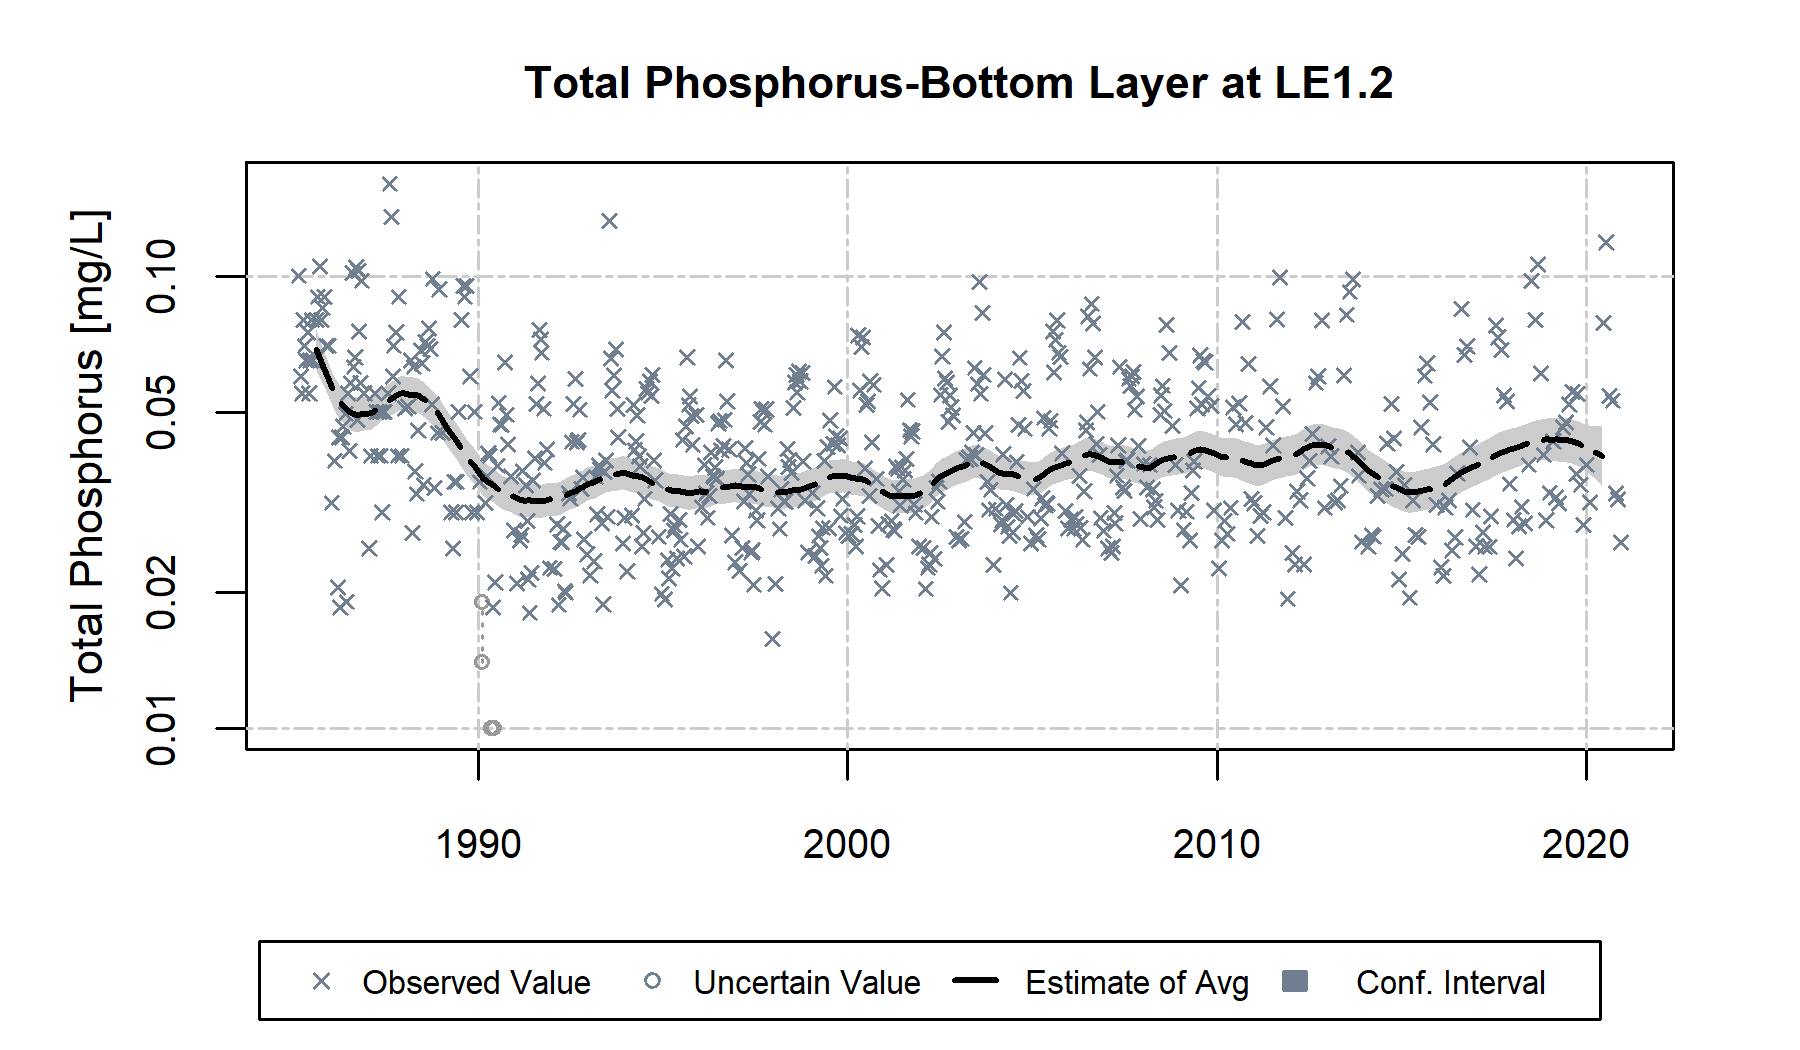 Total Phosphorus-Bottom Layer at LE1.2
Total Phosphorus [mg/L]
0.10
0.05
0.02
0.01
1990 2000 2010 2020
Observed Value Uncertain Value Estimate of Avg Conf. Interval